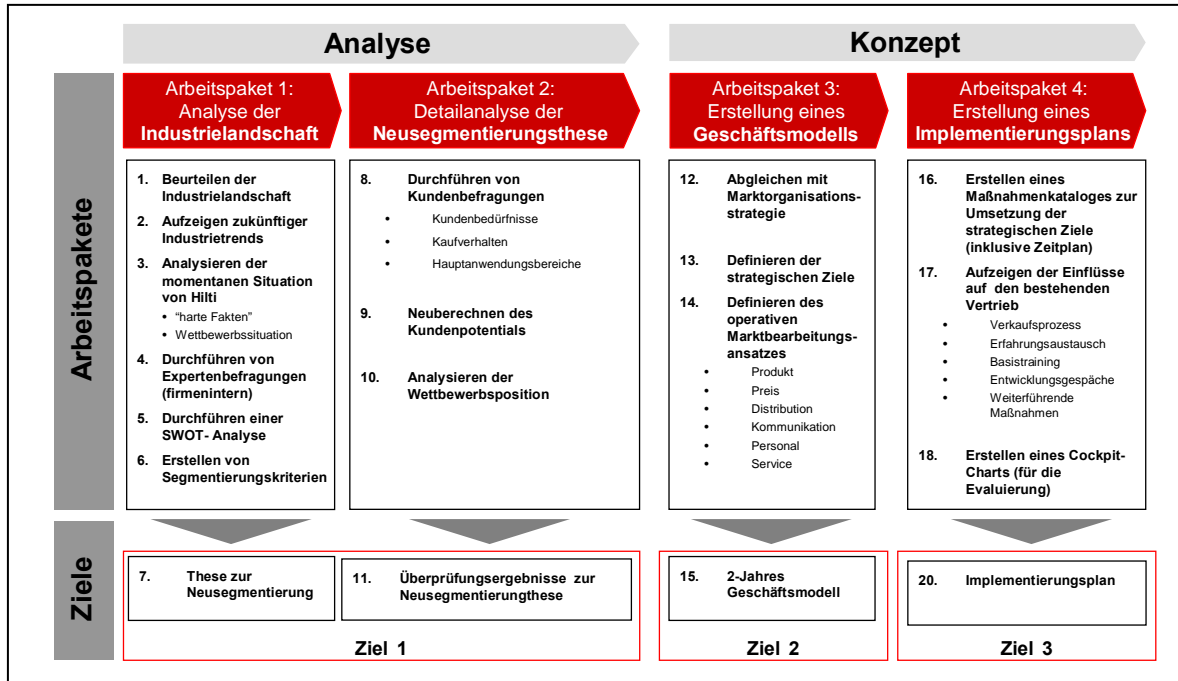 Analyse
Konzept
Arbeitspakete
Arbeitspaket 1:
Analyse der
Industrielandschaft
1. Beurteilen der
Industrielandschaft
2. Aufzeigen zukünftiger
Industrietrends
3. Analysieren der
momentanen Situation
von Hilti
• "harte Fakten"
• Wettbewerbssituation
4. Durchführen von
Expertenbefragungen
(firmenintern)
5. Durchführen einer
SWOT- Analyse
6. Erstellen von
Segmentierungskriterien
Arbeitspaket 2:
Detailanalyse der
Neusegmentierungsthese
8. Durchführen von
Kundenbefragungen
• Kundenbedürfnisse
• Kaufverhalten
• Hauptanwendungsbereiche
9. Neuberechnen des
Kundenpotentials
10. Analysieren der
Wettbewerbsposition
Arbeitspaket 3:
Erstellung eines
Geschäftsmodells
12. Abgleichen mit
Marktorganisations-
strategie
13. Definieren der
strategischen Ziele
14. Definieren des
operativen
Marktbearbeitungs-
ansatzes
• Produkt
• Preis
• Distribution
• Kommunikation
• Personal
• Service
Arbeitspaket 4:
Erstellung eines
Implementierungsplans
16. Erstellen eines
Maßnahmenkataloges zur
Umsetzung der
strategischen Ziele
(inklusive Zeitplan)
17. Aufzeigen der Einflüsse
auf den bestehenden
Vertrieb
• Verkaufsprozess
• Erfahrungsaustausch
• Basistraining
• Entwicklungsgespäche
• Weiterführende
Maßnahmen
18. Erstellen eines Cockpit-
Charts (für die
Evaluierung)
Ziele
7. These zur
Neusegmentierung
11. Überprüfungsergebnisse zur
Neusegmentierungthese
Ziel 1
15. 2-Jahres
Geschäftsmodell
Ziel 2
20. Implementierungsplan
Ziel 3